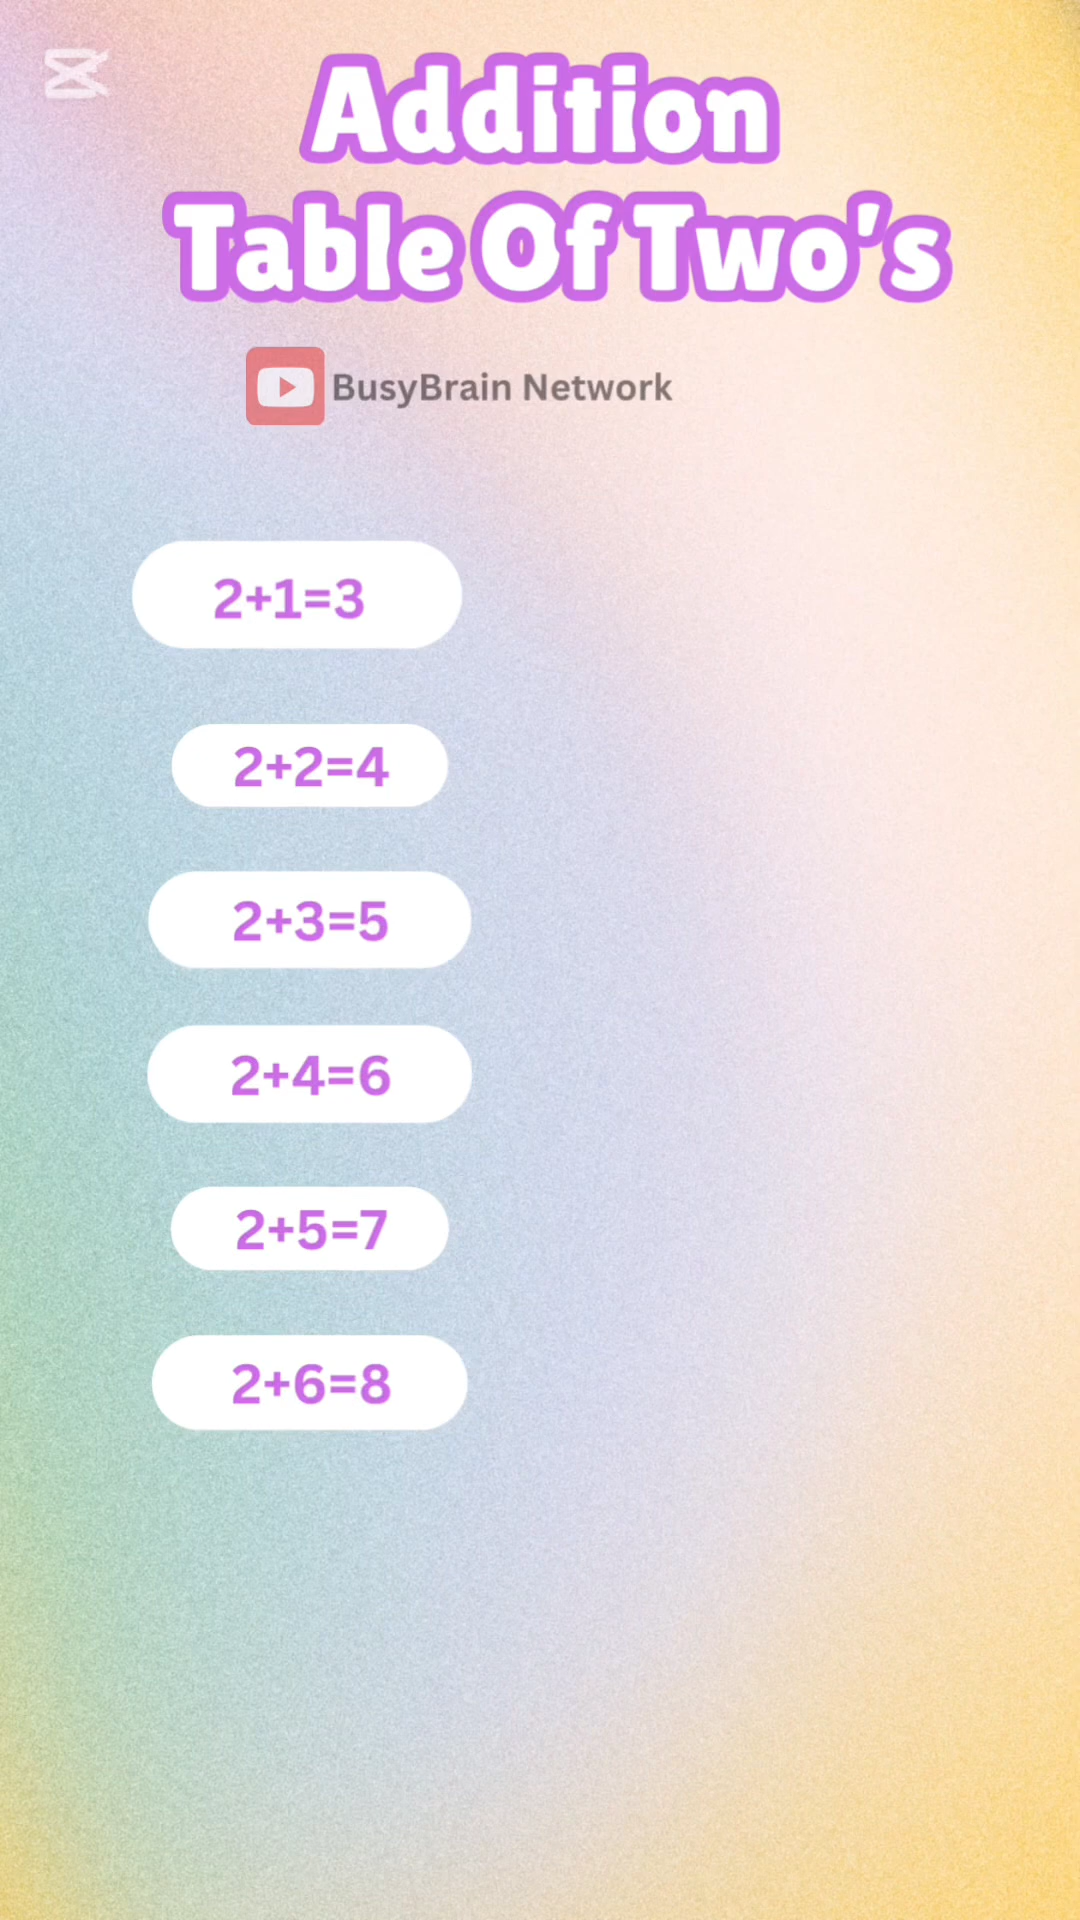 Addition
Table Of Two's
BusyBrain Network
2+1=3
2+2=4
2+3=5
2+4=6
2+5=7
2+6=8